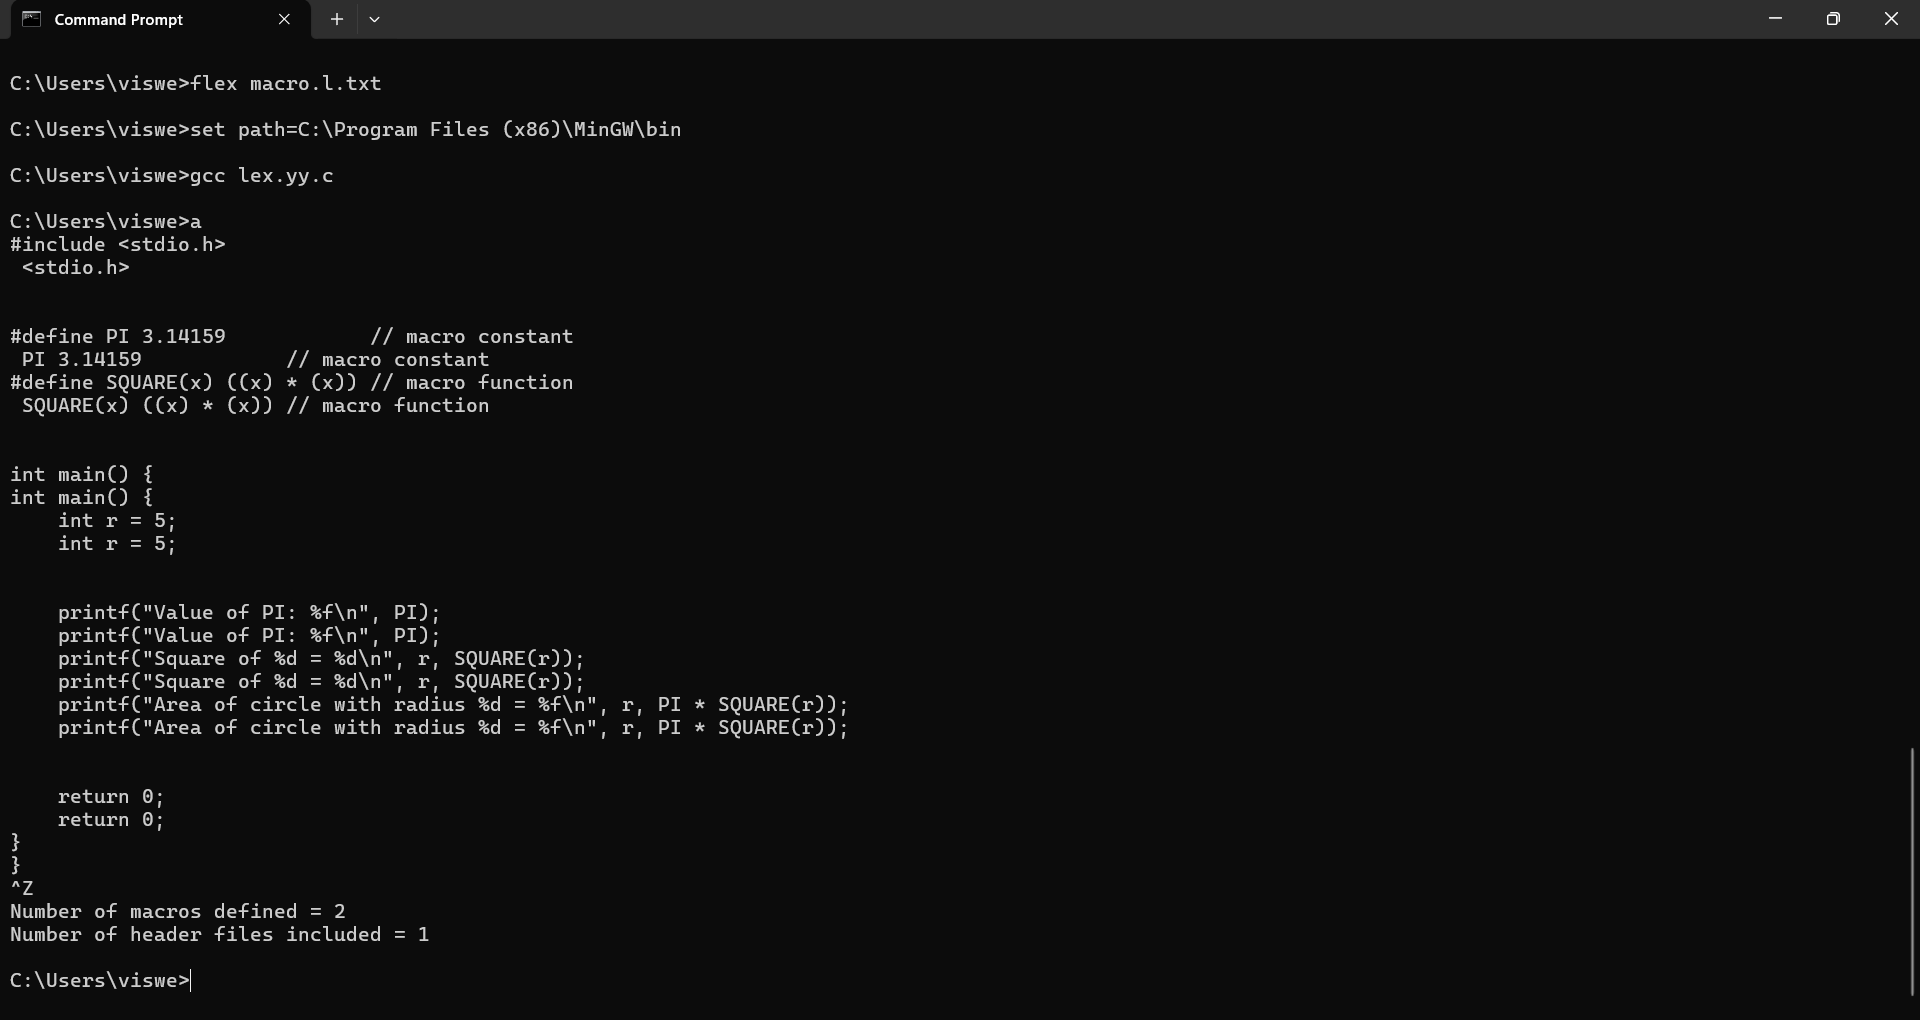 Command Prompt
C:\Users\viswe>flex macro.l.txt
C:\Users\viswe>set path=C:\Program Files (x86)\MinGW\bin
C:\Users\viswe>gcc lex.yy.c
C:\Users\viswe>a
#include <stdio.h>
 <stdio.h>
#define PI 3.14159            // macro constant
 PI 3.14159            // macro constant
#define SQUARE(x) ((x) * (x)) // macro function
 SQUARE(x) ((x) * (x)) // macro function
int main() {
int main() {
    int r = 5;
    int r = 5;
    printf("Value of PI: %f\n", PI);
    printf("Value of PI: %f\n", PI);
    printf("Square of %d = %d\n", r, SQUARE(r));
    printf("Square of %d = %d\n", r, SQUARE(r));
    printf("Area of circle with radius %d = %f\n", r, PI * SQUARE(r));
    printf("Area of circle with radius %d = %f\n", r, PI * SQUARE(r));
    return 0;
    return 0;
}
}
^Z
Number of macros defined = 2
Number of header files included = 1
C:\Users\viswe>